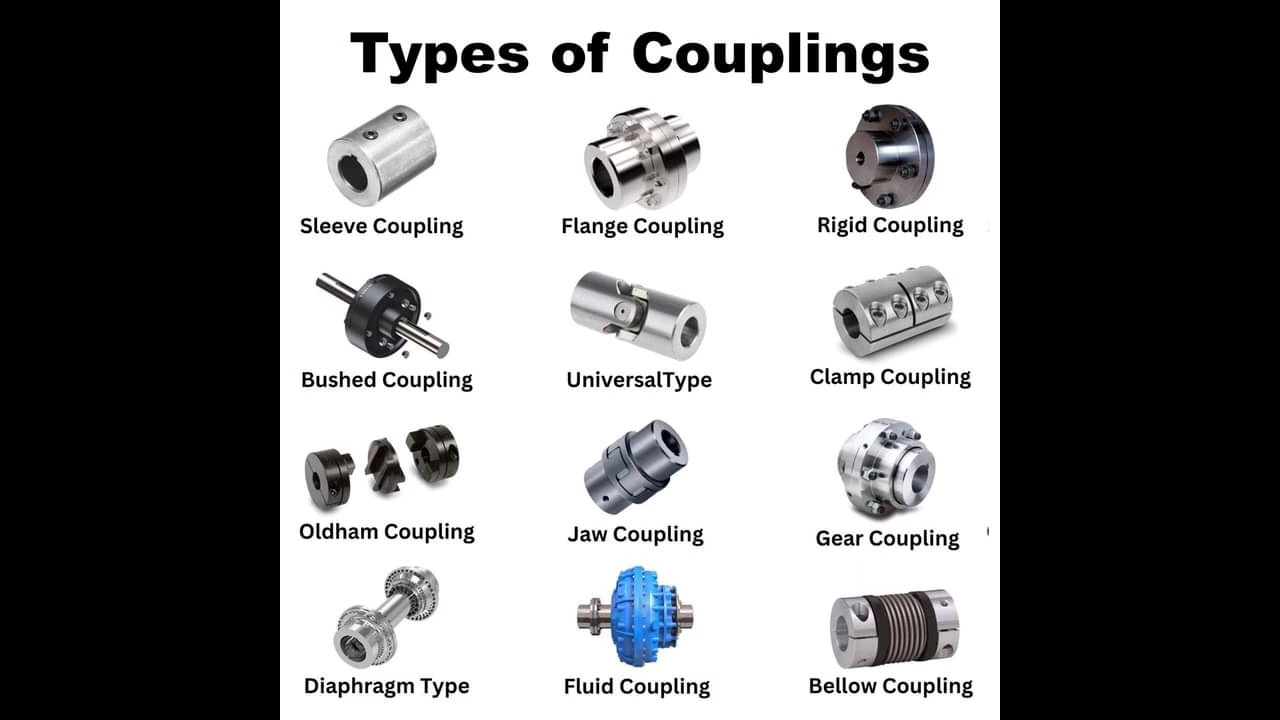 Types of Couplings
Sleeve Coupling
Flange Coupling
Rigid Coupling
Bushed Coupling
UniversalType
Clamp Coupling
Oldham Coupling
Jaw Coupling
Gear Coupling
Diaphragm Type
Fluid Coupling
Bellow Coupling